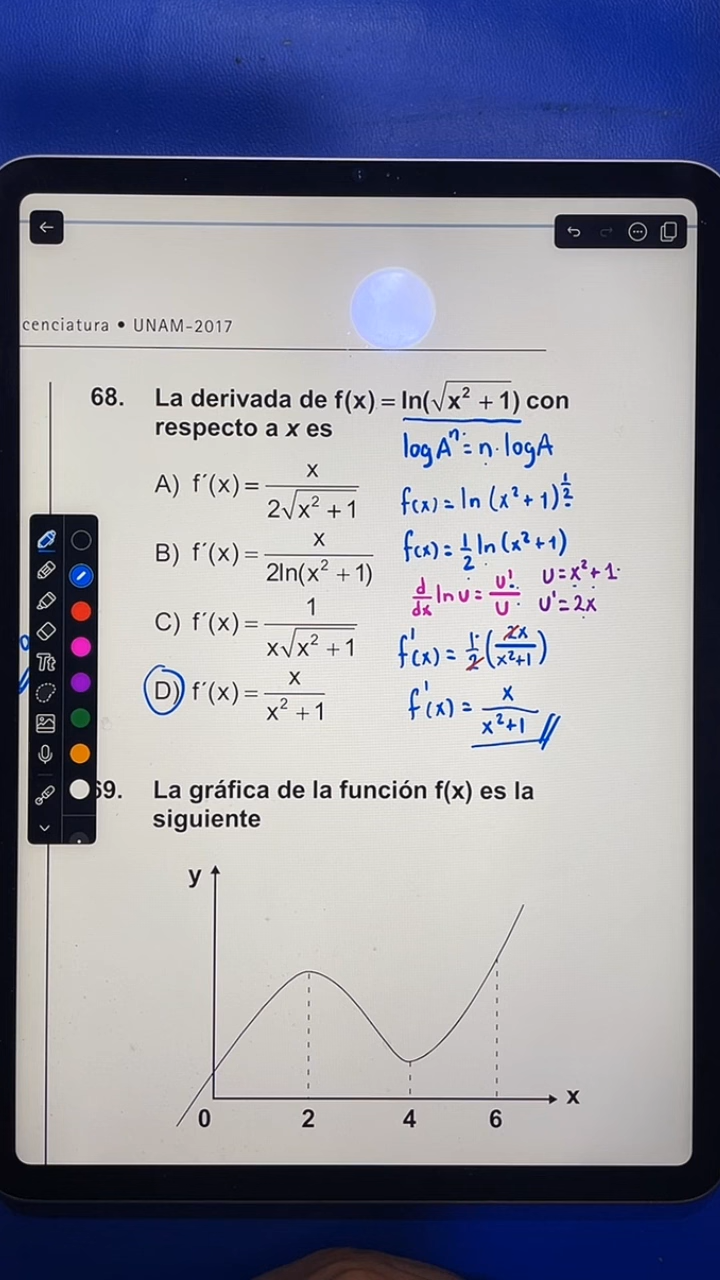 cenciatura • UNAM-2017
68. La derivada de f(x) = ln(√(x² + 1)) con
respecto a x es
A) f´(x) = x / 2√(x² + 1)
B) f´(x) = x / 2ln(x² + 1)
C) f´(x) = 1 / x√(x² + 1)
D) f´(x) = x / x² + 1
log Aⁿ = n · log A
f(x) = ln (x² + 1)^½
f(x) = ½ ln (x² + 1)
d/dx ln u = u'/u
u = x² + 1
u' = 2x
f'(x) = ½ (2x / x²+1)
f'(x) = x / x²+1 //
69. La gráfica de la función f(x) es la
siguiente
y
x
0 2 4 6
Tt